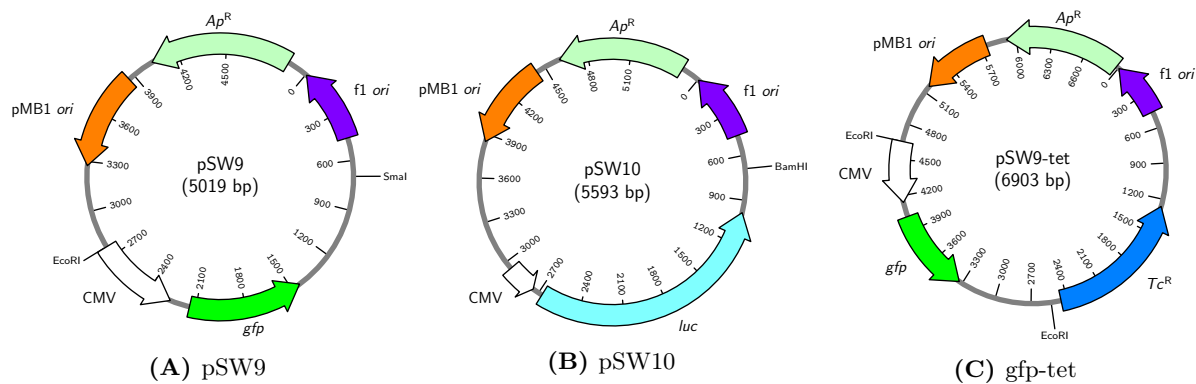 Ap^R
f1 ori
pMB1 ori
0
300
600
900
1200
1500
1800
2100
2400
2700
3000
3300
3600
3900
4200
4500
SmaI
EcoRI
CMV
gfp
pSW9
(5019 bp)
(A) pSW9
Ap^R
f1 ori
pMB1 ori
0
300
600
900
1200
1500
1800
2100
2400
2700
3000
3300
3600
3900
4200
4500
4800
5100
BamHI
CMV
luc
pSW10
(5593 bp)
(B) pSW10
Ap^R
f1 ori
pMB1 ori
0
300
600
900
1200
1500
1800
2100
2400
2700
3000
3300
3600
3900
4200
4500
4800
5100
5400
5700
6000
6300
6600
EcoRI
CMV
gfp
EcoRI
Tc^R
pSW9-tet
(6903 bp)
(C) gfp-tet